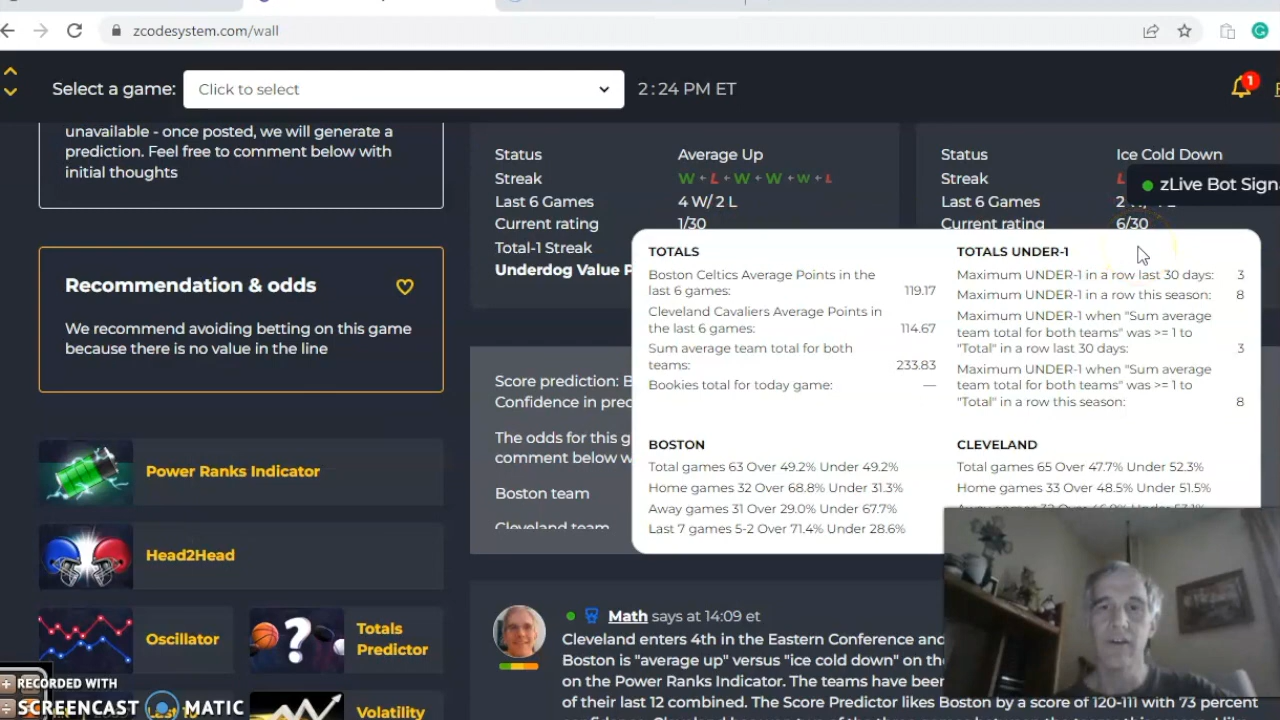 zcodesystem.com/wall
Select a game:
Click to select
2:24 PM ET
1
unavailable - once posted, we will generate a
prediction. Feel free to comment below with
initial thoughts
Recommendation & odds
We recommend avoiding betting on this game
because there is no value in the line
Power Ranks Indicator
Head2Head
Oscillator
Totals
Predictor
Volatility
Status Average Up
Streak W L W W W L
Last 6 Games 4 W/ 2 L
Current rating 1/30
Total-1 Streak
Underdog Value
Status Ice Cold Down
Streak L
Last 6 Games 2
Current rating 6/30
zLive Bot
TOTALS
Boston Celtics Average Points in the
last 6 games: 119.17
Cleveland Cavaliers Average Points in
the last 6 games: 114.67
Sum average team total for both
teams: 233.83
Bookies total for today game: —
TOTALS UNDER-1
Maximum UNDER-1 in a row last 30 days: 3
Maximum UNDER-1 in a row this season: 8
Maximum UNDER-1 when "Sum average
team total for both teams" was >= 1 to
"Total" in a row last 30 days: 3
Maximum UNDER-1 when "Sum average
team total for both teams" was >= 1 to
"Total" in a row this season: 8
BOSTON
Total games 63 Over 49.2% Under 49.2%
Home games 32 Over 68.8% Under 31.3%
Away games 31 Over 29.0% Under 67.7%
Last 7 games 5-2 Over 71.4% Under 28.6%
CLEVELAND
Total games 65 Over 47.7% Under 52.3%
Home games 33 Over 48.5% Under 51.5%
Score prediction: B
Confidence in pred
The odds for this g
comment below w
Boston team
Cleveland team
Math says at 14:09 et
Cleveland enters 4th in the Eastern Conference and
Boston is "average up" versus "ice cold down" on the
on the Power Ranks Indicator. The teams have been
of their last 12 combined. The Score Predictor likes Boston by a score of 120-111 with 73 percent
RECORDED WITH
SCREENCAST MATIC